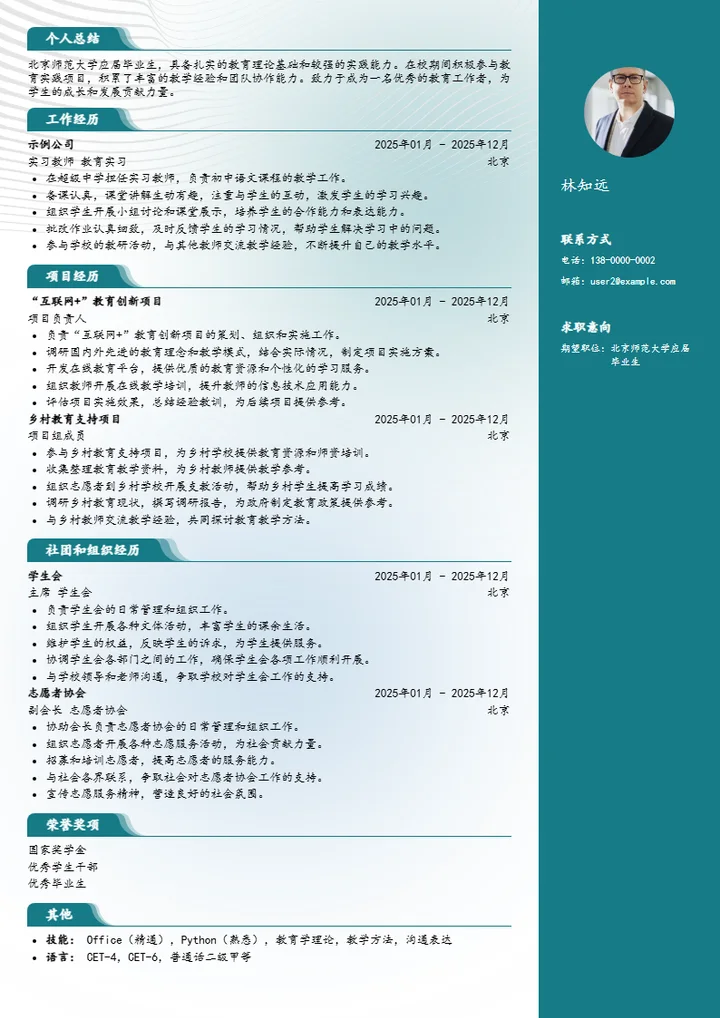 个人总结
北京师范大学应届毕业生，具备扎实的教育理论基础和较强的实践能力。在校期间积极参与教
育实践项目，积累了丰富的教学经验和团队协作能力。致力于成为一名优秀的教育工作者，为
学生的成长和发展贡献力量。
工作经历
示例公司 2025年01月 - 2025年12月
实习教师 教育实习 北京
• 在超级中学担任实习教师，负责初中语文课程的教学工作。
• 备课认真，课堂讲解生动有趣，注重与学生的互动，激发学生的学习兴趣。
• 组织学生开展小组讨论和课堂展示，培养学生的合作能力和表达能力。
• 批改作业认真细致，及时反馈学生的学习情况，帮助学生解决学习中的问题。
• 参与学校的教研活动，与其他教师交流教学经验，不断提升自己的教学水平。
项目经历
“互联网+”教育创新项目 2025年01月 - 2025年12月
项目负责人 北京
• 负责“互联网+”教育创新项目的策划、组织和实施工作。
• 调研国内外先进的教育理念和教学模式，结合实际情况，制定项目实施方案。
• 开发在线教育平台，提供优质的教育资源和个性化的学习服务。
• 组织教师开展在线教学培训，提升教师的信息技术应用能力。
• 评估项目实施效果，总结经验教训，为后续项目提供参考。
乡村教育支持项目 2025年01月 - 2025年12月
项目组成员 北京
• 参与乡村教育支持项目，为乡村学校提供教育资源和师资培训。
• 收集整理教育教学资料，为乡村教师提供教学参考。
• 组织志愿者到乡村学校开展支教活动，帮助乡村学生提高学习成绩。
• 调研乡村教育现状，撰写调研报告，为政府制定教育政策提供参考。
• 与乡村教师交流教学经验，共同探讨教育教学方法。
社团和组织经历
学生会 2025年01月 - 2025年12月
主席 学生会 北京
• 负责学生会的日常管理和组织工作。
• 组织学生开展各种文体活动，丰富学生的课余生活。
• 维护学生的权益，反映学生的诉求，为学生提供服务。
• 协调学生会各部门之间的工作，确保学生会各项工作顺利开展。
• 与学校领导和老师沟通，争取学校对学生会工作的支持。
志愿者协会 2025年01月 - 2025年12月
副会长 志愿者协会 北京
• 协助会长负责志愿者协会的日常管理和组织工作。
• 组织志愿者开展各种志愿服务活动，为社会贡献力量。
• 招募和培训志愿者，提高志愿者的服务能力。
• 与社会各界联系，争取社会对志愿者协会工作的支持。
• 宣传志愿服务精神，营造良好的社会氛围。
荣誉奖项
国家奖学金
优秀学生干部
优秀毕业生
其他
• 技能： Office（精通），Python（熟悉），教育学理论，教学方法，沟通表达
• 语言： CET-4，CET-6，普通话二级甲等
林知远
联系方式
电话：138-0000-0002
邮箱：user2@example.com
求职意向
期望职位：北京师范大学应届
毕业生